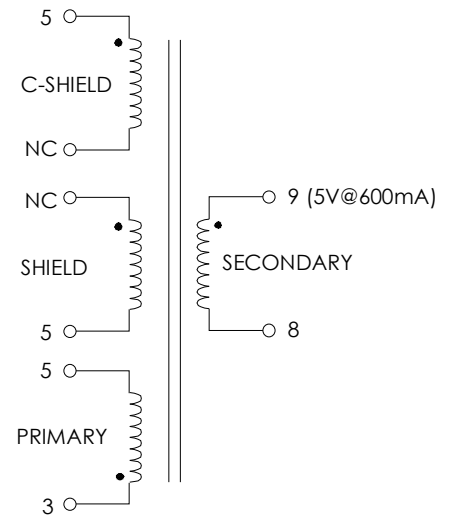 5
C-SHIELD
NC
NC
SHIELD
5
5
PRIMARY
3
9 (5V@600mA)
SECONDARY
8